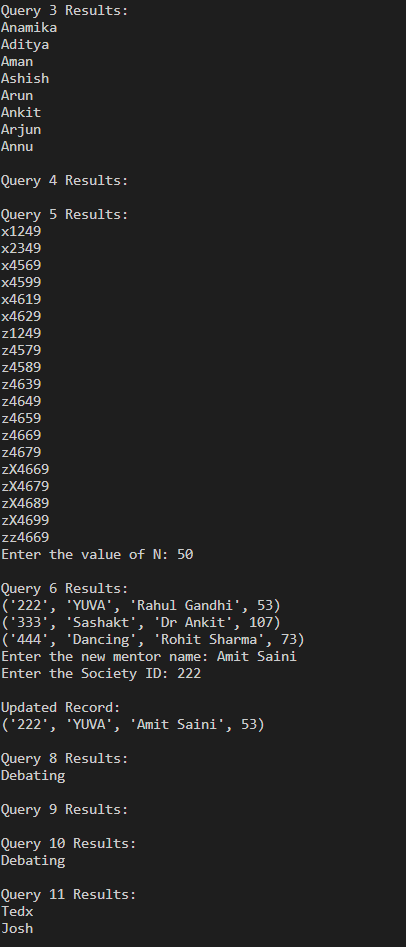 Query 3 Results:
Anamika
Aditya
Aman
Ashish
Arun
Ankit
Arjun
Annu
Query 4 Results:
Query 5 Results:
x1249
x2349
x4569
x4599
x4619
x4629
z1249
z4579
z4589
z4639
z4649
z4659
z4669
z4679
zX4669
zX4679
zX4689
zX4699
zz4669
Enter the value of N: 50
Query 6 Results:
('222', 'YUVA', 'Rahul Gandhi', 53)
('333', 'Sashakt', 'Dr Ankit', 107)
('444', 'Dancing', 'Rohit Sharma', 73)
Enter the new mentor name: Amit Saini
Enter the Society ID: 222
Updated Record:
('222', 'YUVA', 'Amit Saini', 53)
Query 8 Results:
Debating
Query 9 Results:
Query 10 Results:
Debating
Query 11 Results:
Tedx
Josh